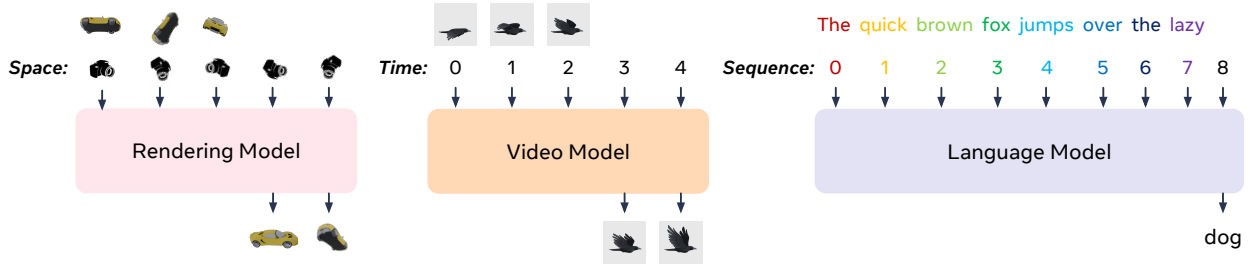 The quick brown fox jumps over the lazy
Space:
Time: 0 1 2 3 4
Sequence: 0 1 2 3 4 5 6 7 8
Rendering Model
Video Model
Language Model
dog